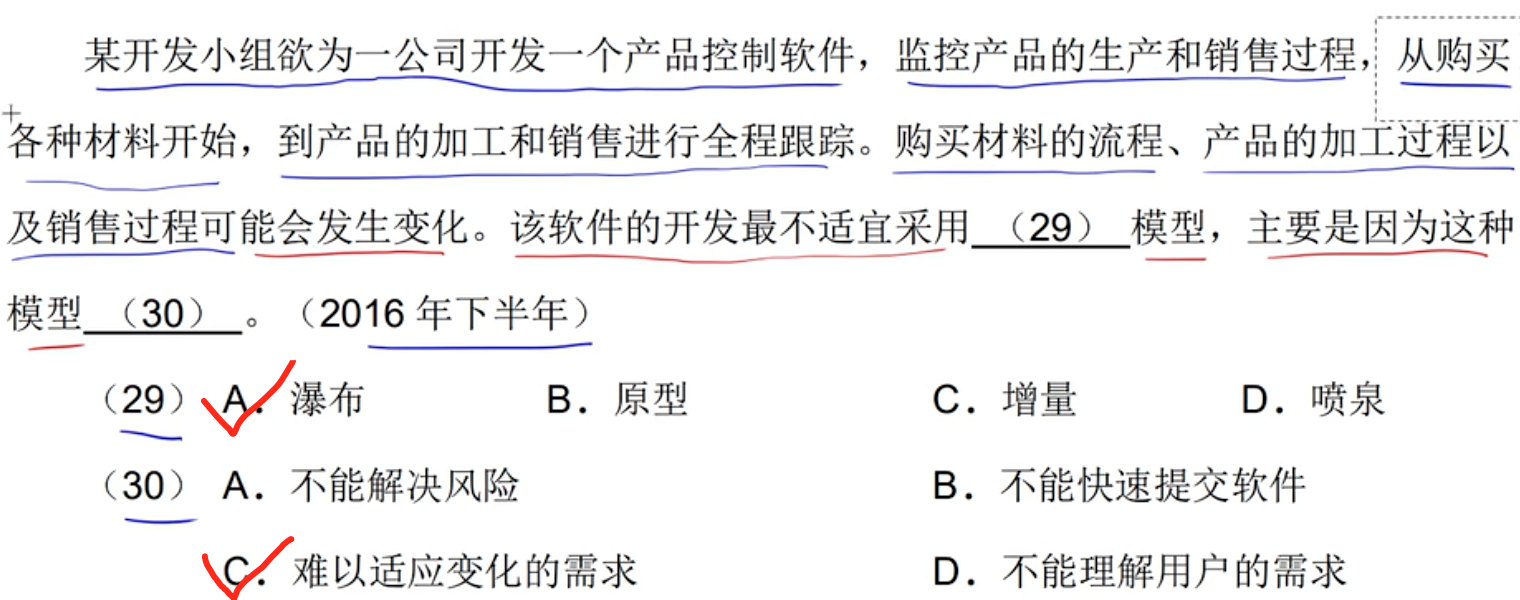 某开发小组欲为一公司开发一个产品控制软件，监控产品的生产和销售过程，从购买
各种材料开始，到产品的加工和销售进行全程跟踪。购买材料的流程、产品的加工过程以
及销售过程可能会发生变化。该软件的开发最不适宜采用（29）模型，主要是因为这种
模型（30）。（2016 年下半年）
（29）A．瀑布 B．原型 C．增量 D．喷泉
（30）A．不能解决风险 B．不能快速提交软件
C．难以适应变化的需求 D．不能理解用户的需求